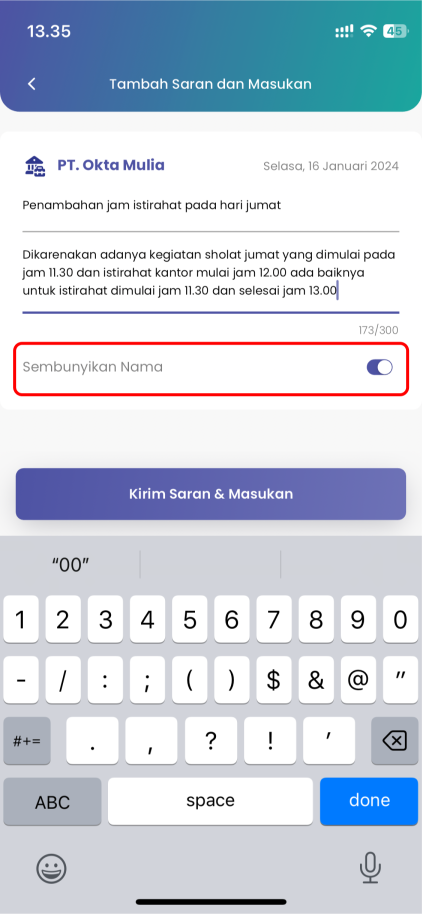 13.35
45
Tambah Saran dan Masukan
PT. Okta Mulia
Selasa, 16 Januari 2024
Penambahan jam istirahat pada hari jumat
Dikarenakan adanya kegiatan sholat jumat yang dimulai pada
jam 11.30 dan istirahat kantor mulai jam 12.00 ada baiknya
untuk istirahat dimulai jam 11.30 dan selesai jam 13.00
173/300
Sembunyikan Nama
Kirim Saran & Masukan
“00”
1 2 3 4 5 6 7 8 9 0
- / : ; ( ) $ & @ "
#+= . , ? ! ’
ABC space done